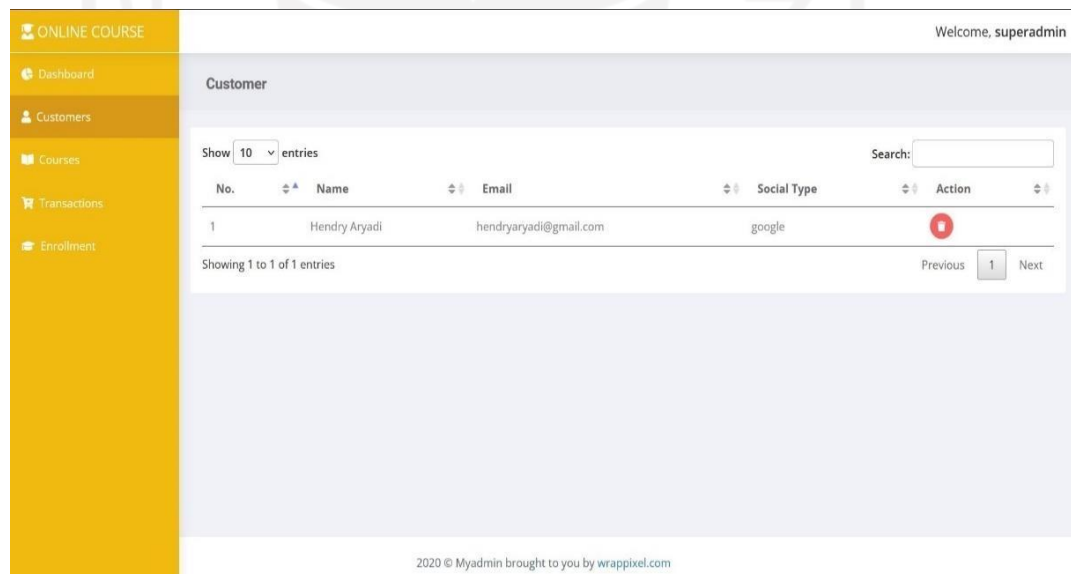 ONLINE COURSE
Welcome, superadmin
Dashboard
Customers
Courses
Transactions
Enrollment
Customer
Show 10 entries
Search:
No. Name Email Social Type Action
1 Hendry Aryadi hendryaryadi@gmail.com google
Showing 1 to 1 of 1 entries
Previous 1 Next
2020 © Myadmin brought to you by wrappixel.com